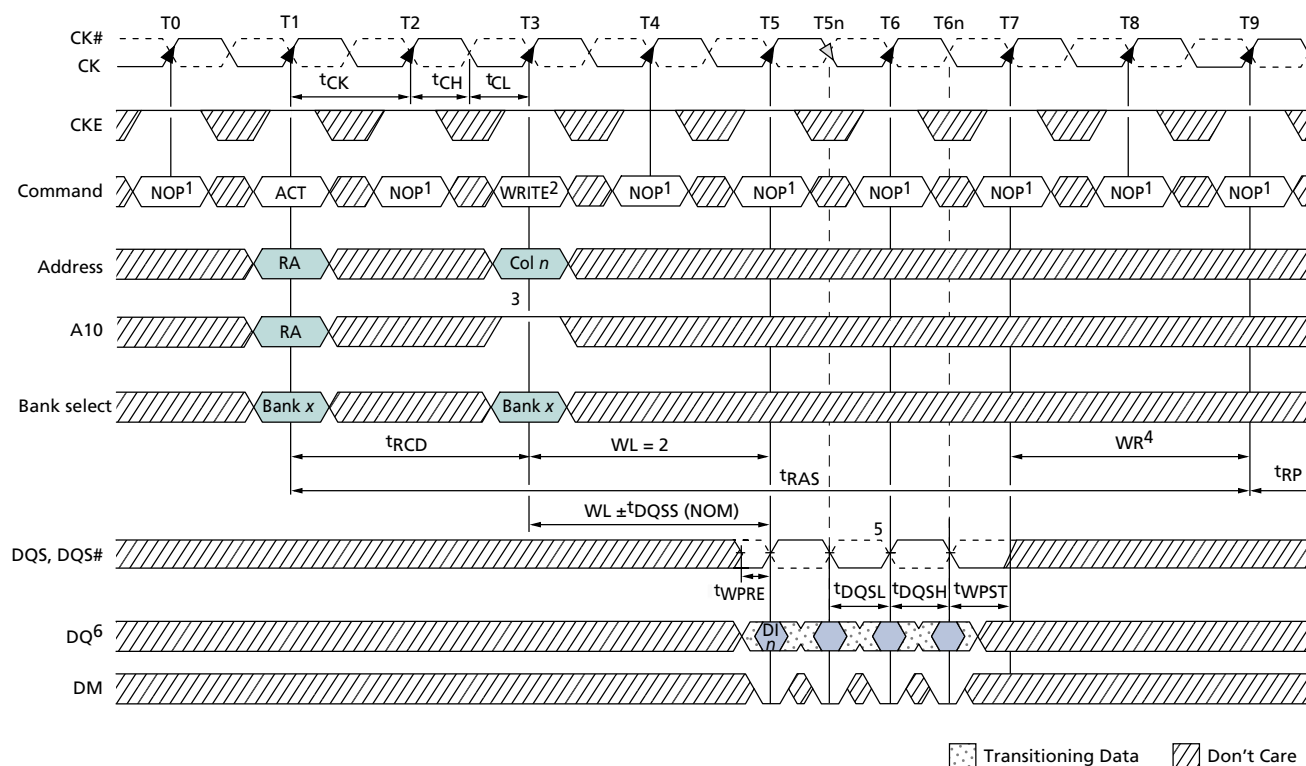 T0 T1 T2 T3 T4 T5 T5n T6 T6n T7 T8 T9
CK#
CK
tCK tCH tCL
CKE
Command NOP1 ACT NOP1 WRITE2 NOP1 NOP1 NOP1 NOP1 NOP1 NOP1
Address RA Col n
3
A10 RA
Bank select Bank x Bank x
tRCD WL = 2 WR4
tRAS tRP
WL ±tDQSS (NOM)
5
DQS, DQS#
tWPRE tDQSL tDQSH tWPST
DQ6 DI
n
DM
Transitioning Data Don't Care